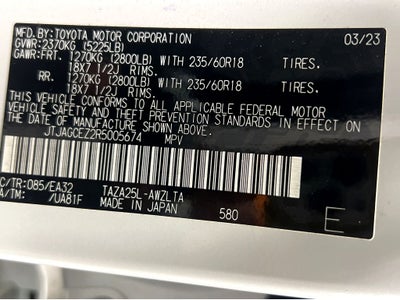 MFD.BY:TOYOTA MOTOR CORPORATION 03/23
GVWR:2370KG (5225LB)
GAWR:FRT. 1270KG (2800LB) WITH 235/60R18 TIRES.
18X7 1/2J RIMS.
RR. 1270KG (2800LB) WITH 235/60R18 TIRES.
18X7 1/2J RIMS.
THIS VEHICLE CONFORMS TO ALL APPLICABLE FEDERAL MOTOR
VEHICLE SAFETY AND THEFT PREVENTION STANDARDS IN EFFECT ON
THE DATE OF MANUFACTURE SHOWN ABOVE.
JTJAGCEZ2R5005674 MPV
C/TR:085/EA32 TAZA25L-AWZLTA
A/TM: /UA81F MADE IN JAPAN 580 E